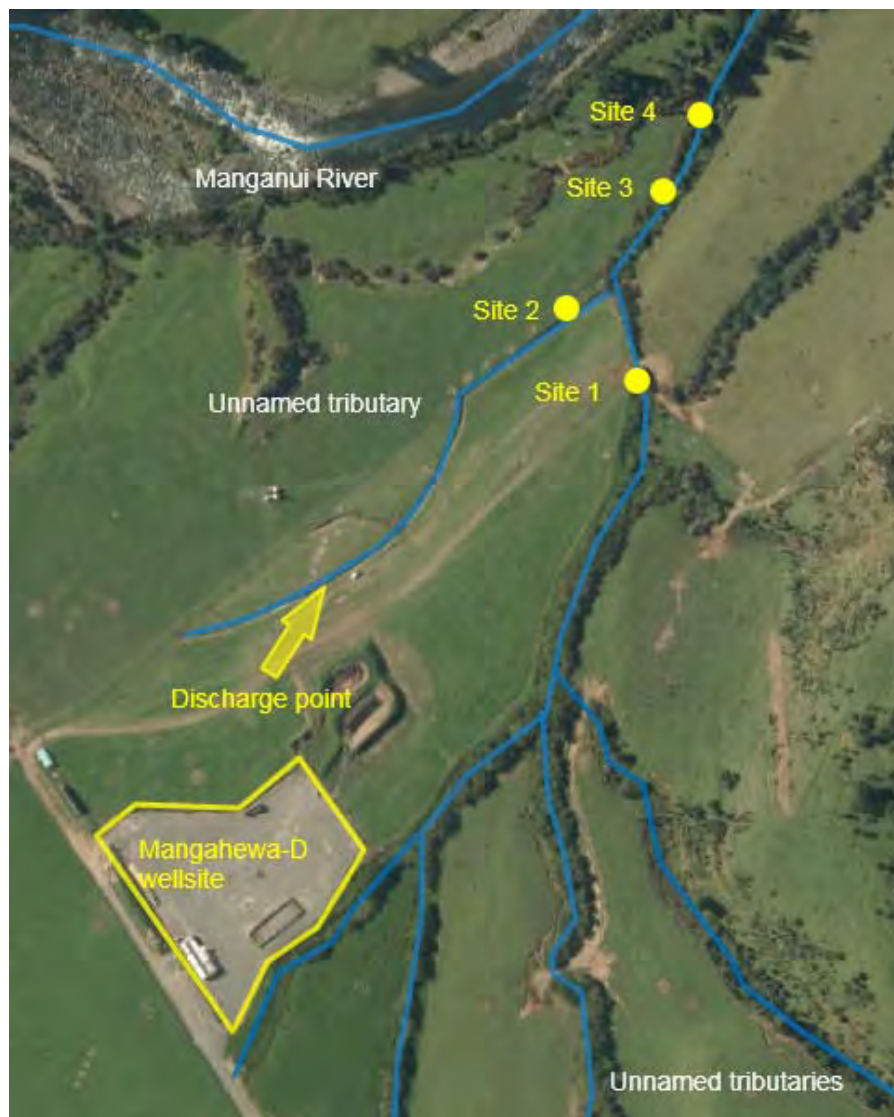 Site 4
Manganui River
Site 3
Site 2
Unnamed tributary
Site 1
Discharge point
Mangahewa-D
wellsite
Unnamed tributaries